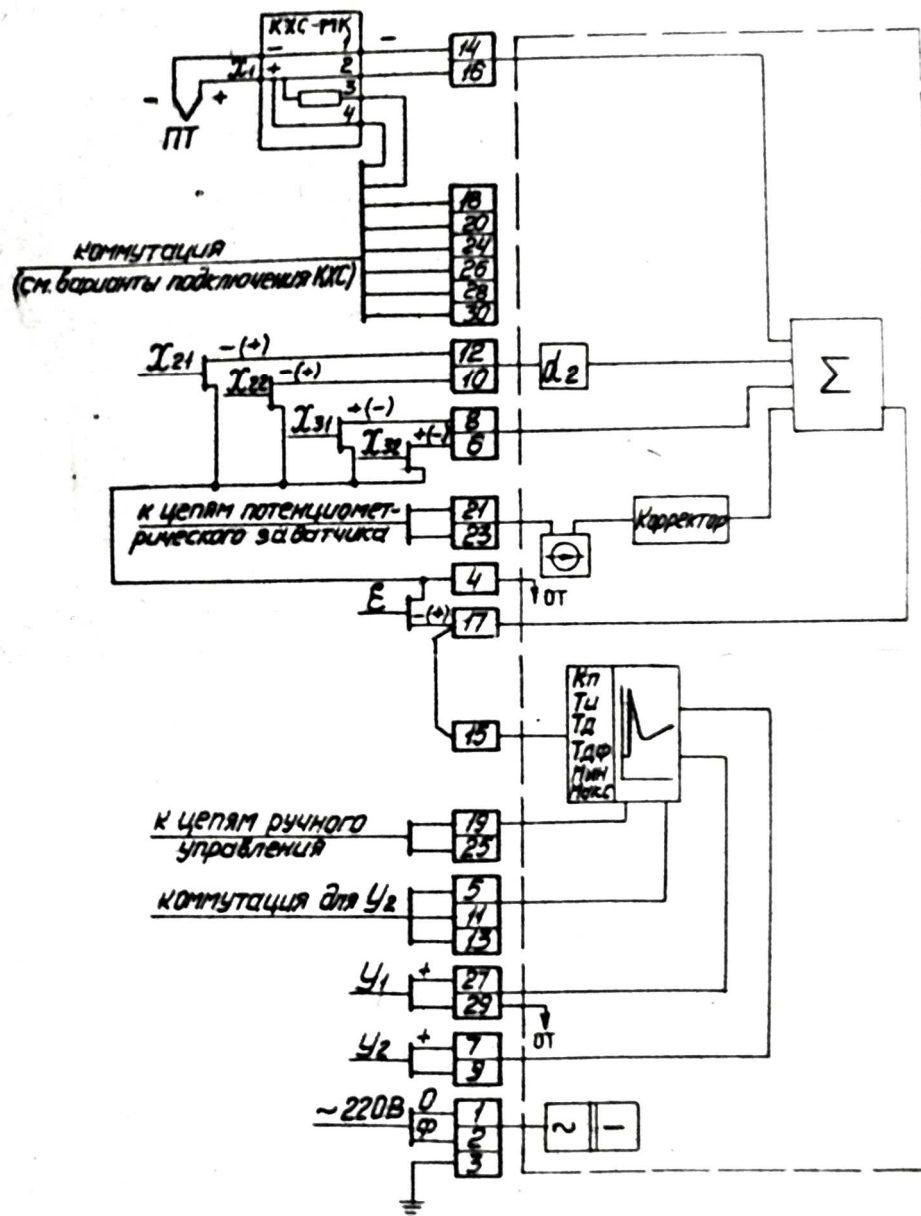 КХС-МК
- 1 -
14
X1 + 2
16
3
- +
4
ПТ
18
20
коммутация
24
(см. варианты подключения КХС)
26
28
30
X21 -(+)
12
X22 -(+)
10
α2
Σ
X31 +(-)
8
X32 +(-)
6
к цепям потенциомет-
рического задатчика
21
23
Корректор
4
ОТ
ε -(+)
17
15
Кп
Ти
Тд
Тдф
Мин
Макс
к цепям ручного
управления
19
25
коммутация для У2
5
11
13
У1 +
27
29
ОТ
У2 +
7
9
~220В 0
1
Ф
2
~ −
3